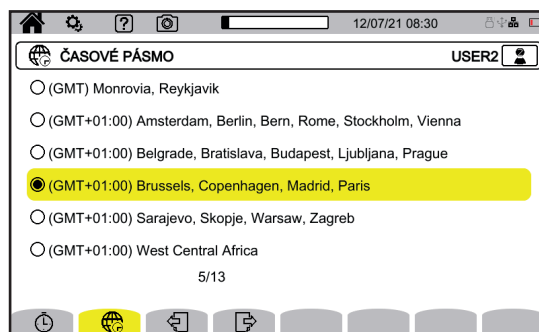 ? 12/07/21 08:30
ČASOVÉ PÁSMO USER2
(GMT) Monrovia, Reykjavik
(GMT+01:00) Amsterdam, Berlin, Bern, Rome, Stockholm, Vienna
(GMT+01:00) Belgrade, Bratislava, Budapest, Ljubljana, Prague
(GMT+01:00) Brussels, Copenhagen, Madrid, Paris
(GMT+01:00) Sarajevo, Skopje, Warsaw, Zagreb
(GMT+01:00) West Central Africa
5/13